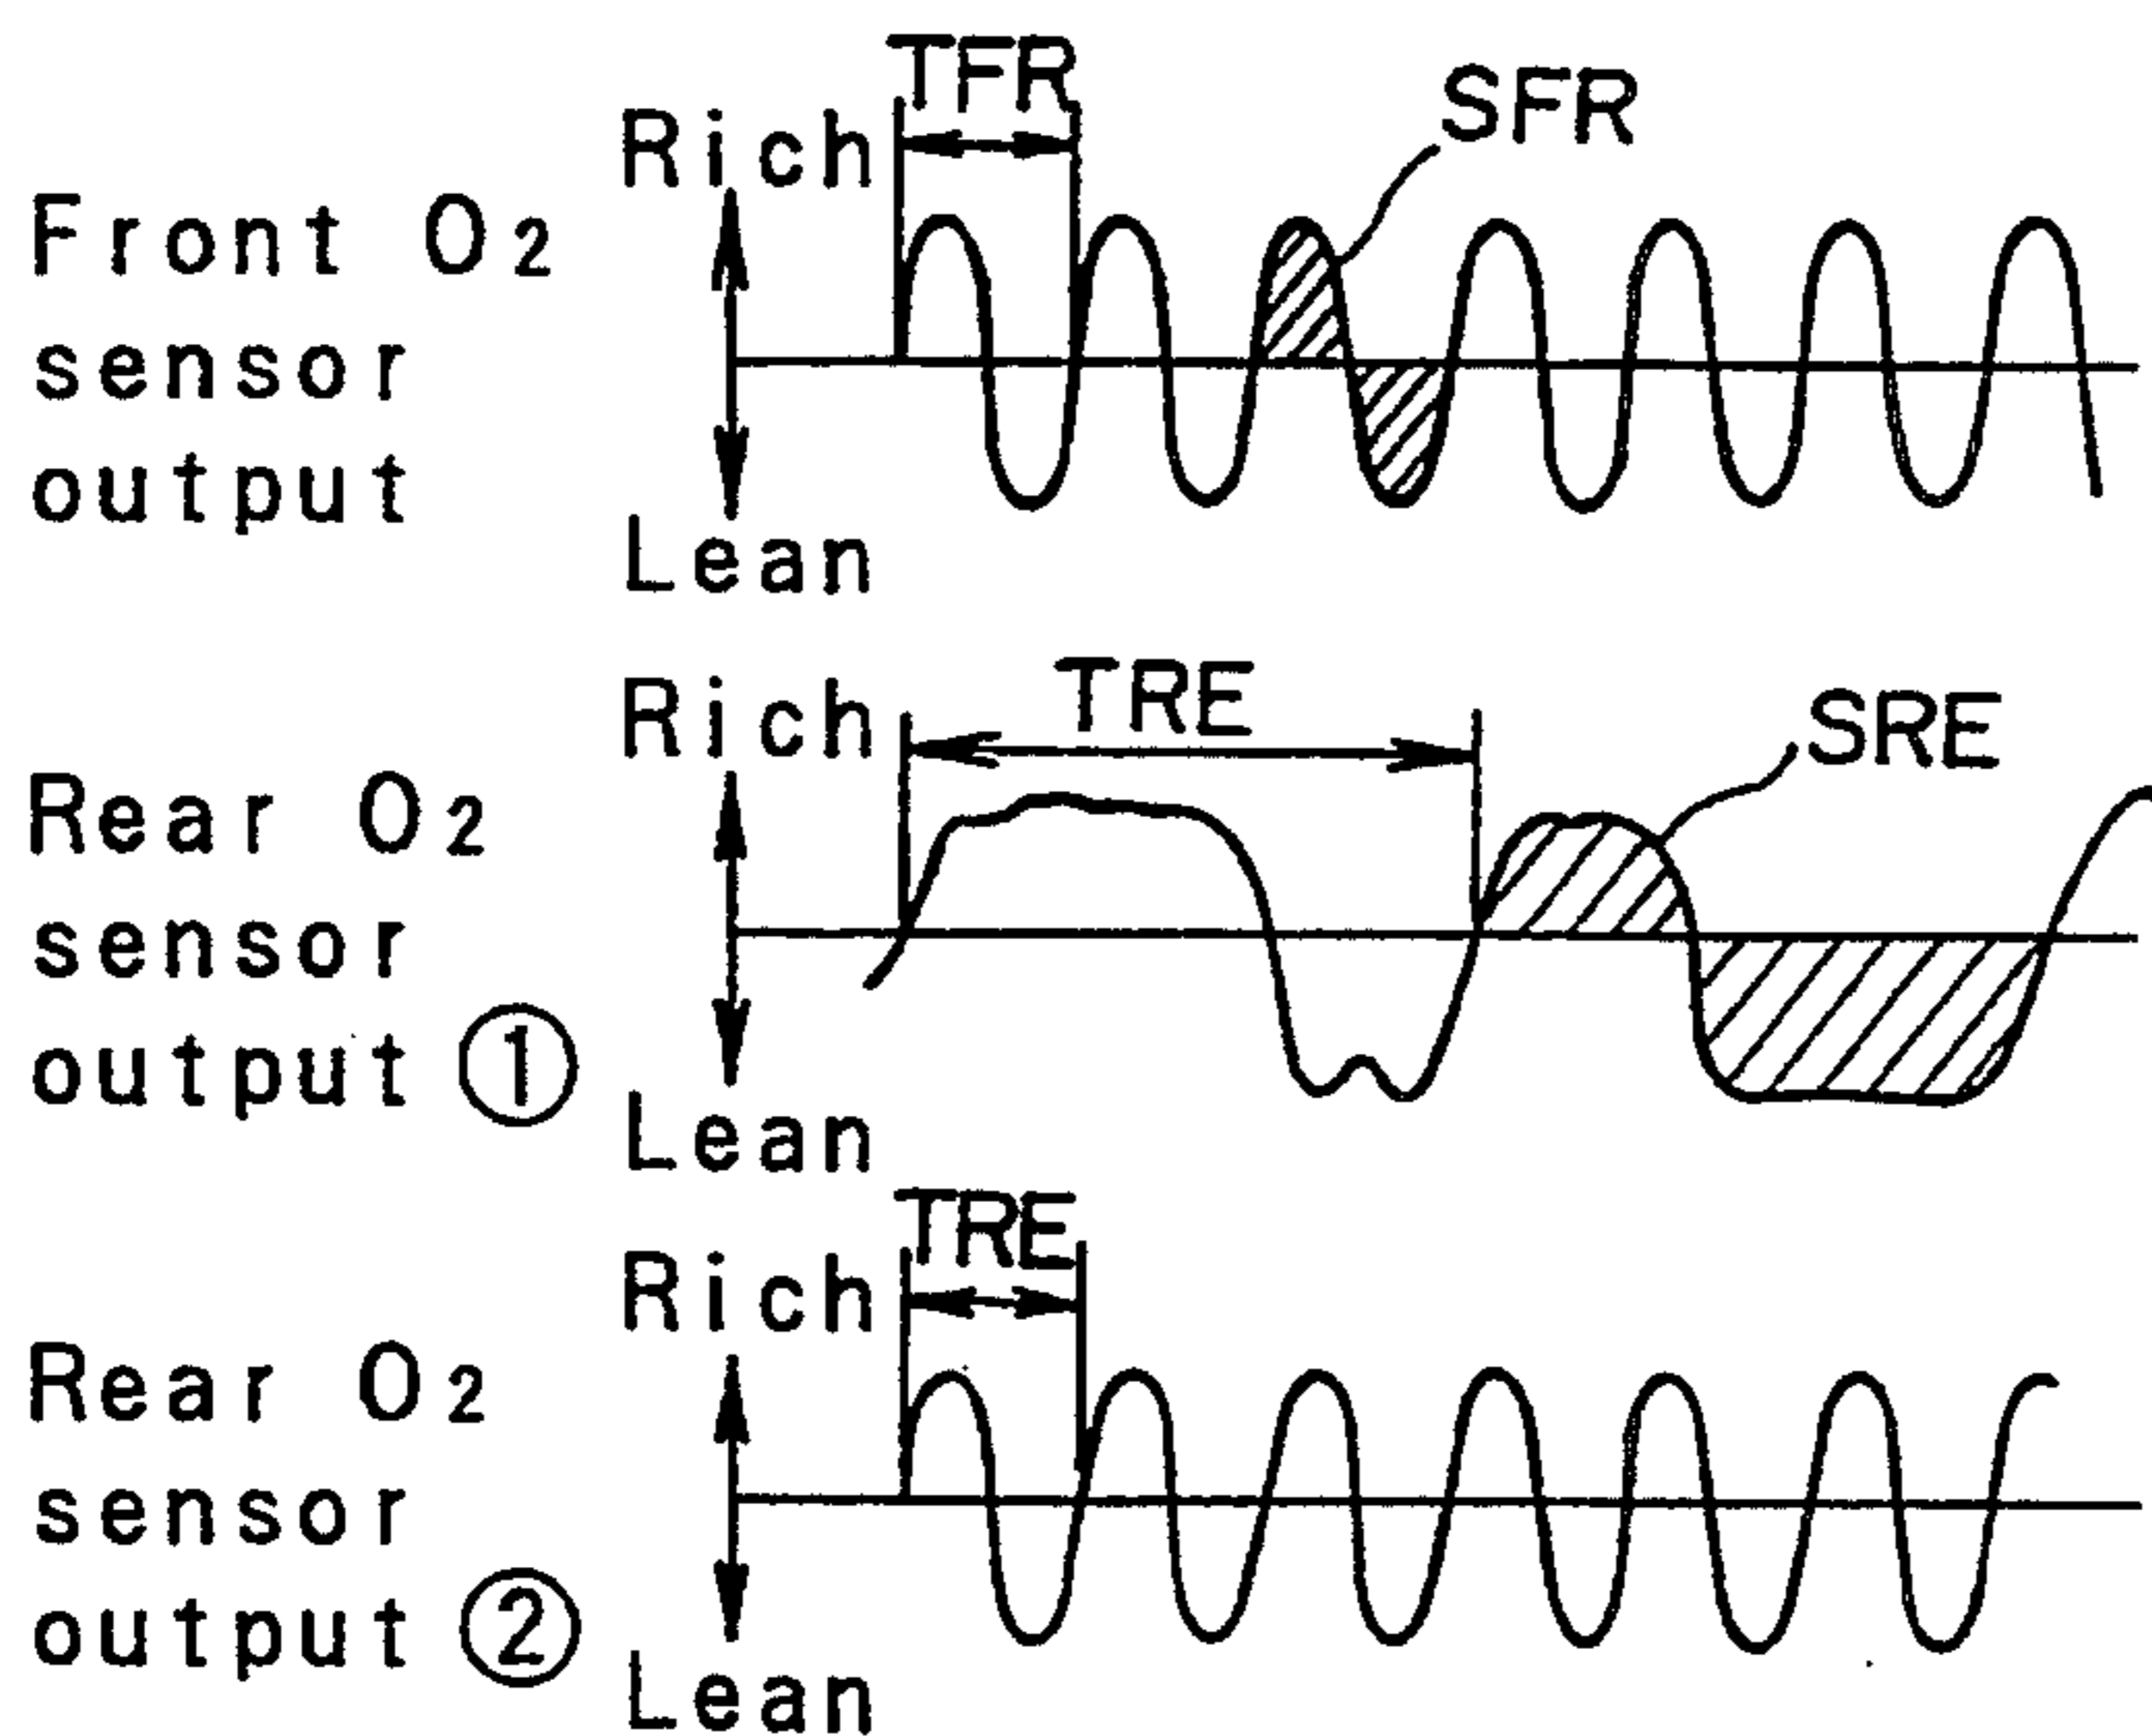 TFR
SFR
Rich
Front O₂
sensor
output
Lean
TRE
SRE
Rich
Rear O₂
sensor
output ①
Lean
TRE
Rich
Rear O₂
sensor
output ②
Lean